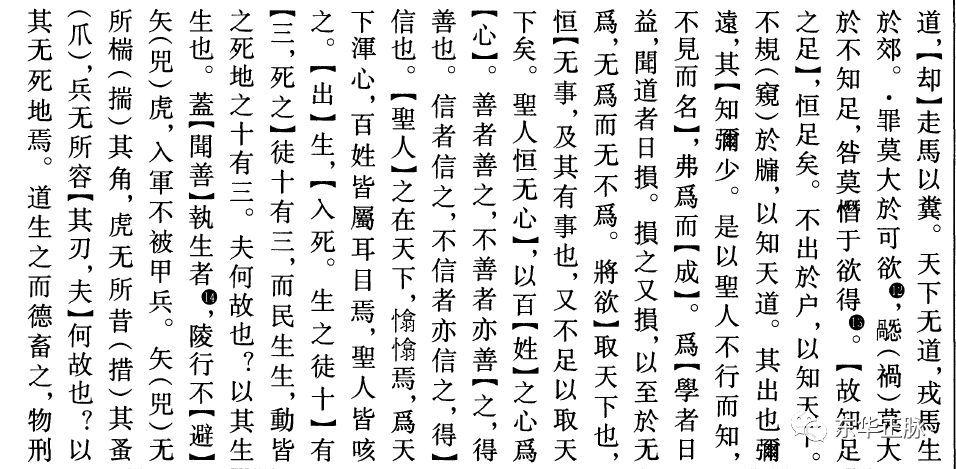 道,【却】走馬以糞。天下无道,戎馬生
於郊。·罪莫大於可欲⓬,(禍)莫大
於不知足,咎莫憯于欲得⓭。【故知足
之足】,恒足矣。不出於户,以知天下。
不規(窺)於牖,以知天道。其出也彌
遠,其【知彌少。是以聖人不行而知,
不見而名】,弗爲而【成】。爲【學者日
益,聞道者日損。損之又損,以至於无
爲,无爲而无不爲。將欲】取天下也,
恒【无事,及其有事也,又不足以取天
下矣。聖人恒无心】,以百【姓】之心爲
【心】。善者善之,不善者亦善【之,得
善也。信者信之,不信者亦信之,得】
信也。【聖人】之在天下,愉愉焉,爲天
下渾心,百姓皆屬耳目焉,聖人皆咳
之。【出】生,【入死。生之徒十】有
【三,死之】徒十有三,而民生生,動皆
之死地之十有三。夫何故也?以其生
生也。蓋【聞善】執生者⓮,陵行不【避】
矢(兕)虎,入軍不被甲兵。矢(兕)无
所椯(揣)其角,虎无所昔(措)其蚤
(爪),兵无所容【其刃,夫】何故也?以
其无死地焉。道生之而德畜之,物刑
东华正脉